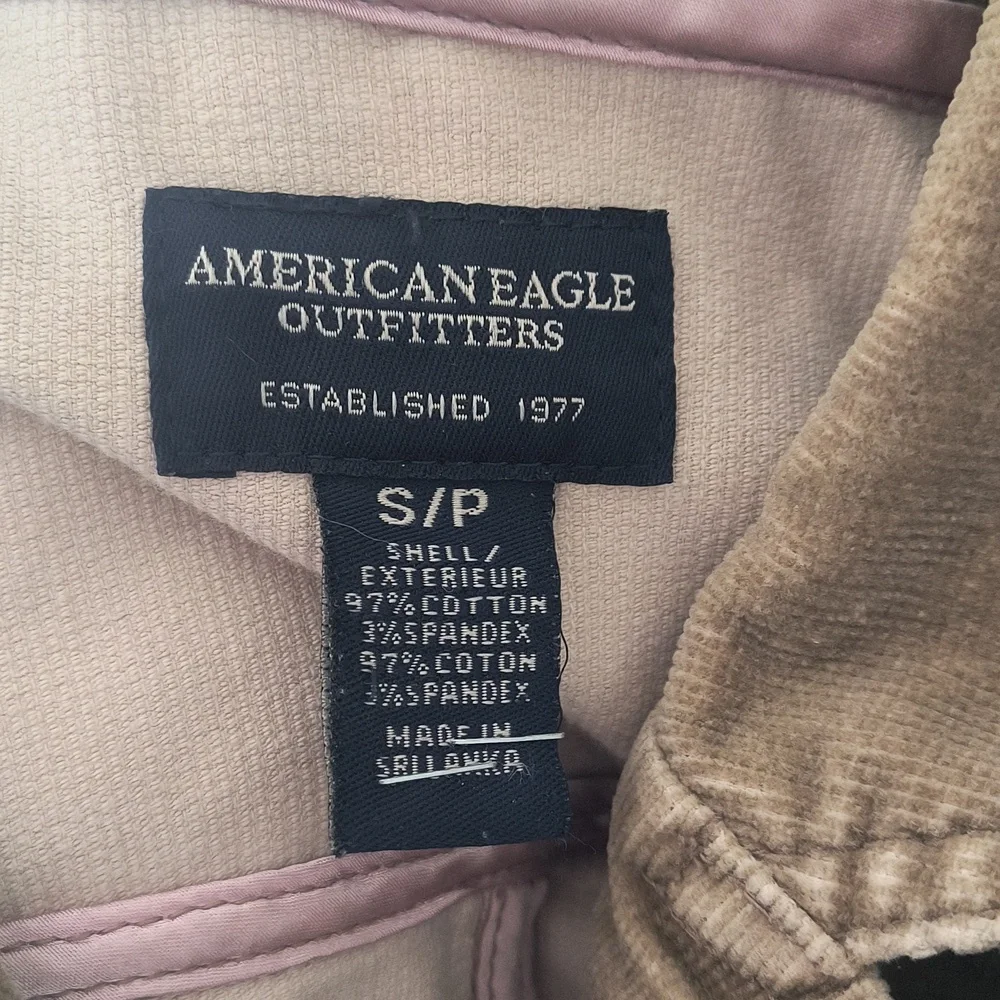 AMERICAN EAGLE
OUTFITTERS
ESTABLISHED 1977
S/P
SHELL/
EXTERIEUR
97% COTTON
3% SPANDEX
97% COTON
3% SPANDEX
MADE IN
SRI LANKA